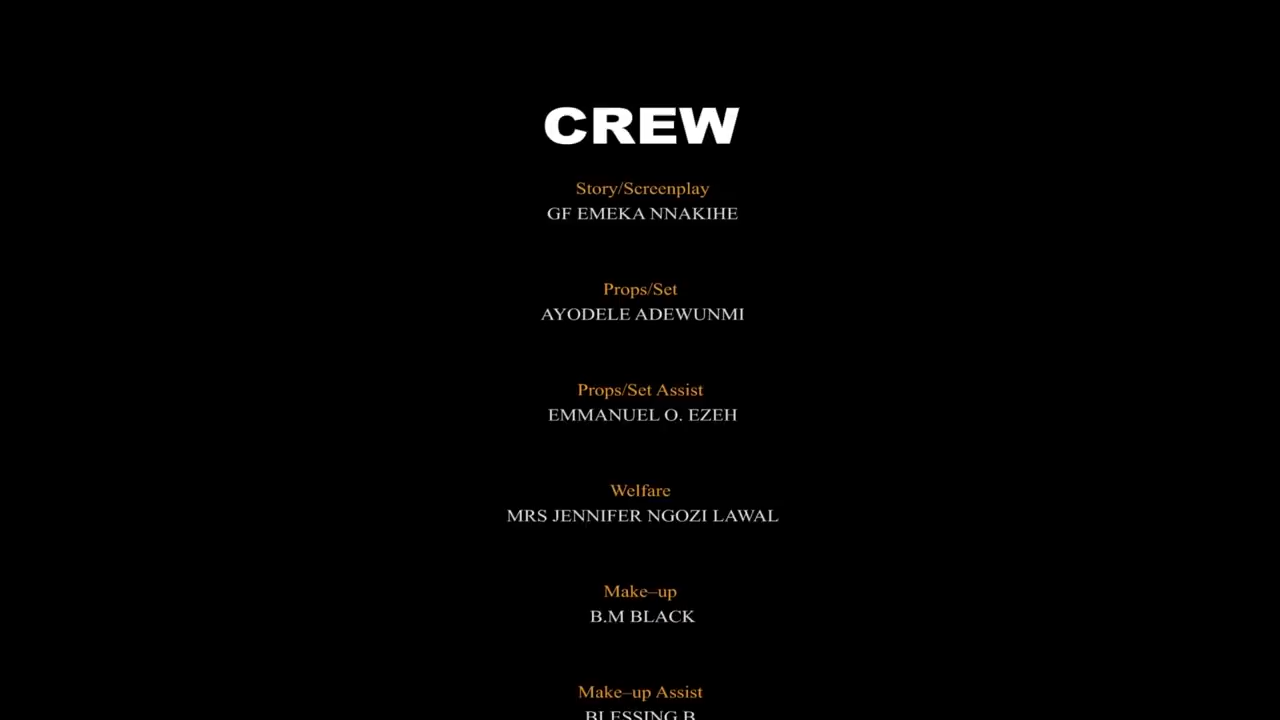 CREW
Story/Screenplay
GF EMEKA NNAKIHE
Props/Set
AYODELE ADEWUNMI
Props/Set Assist
EMMANUEL O. EZEH
Welfare
MRS JENNIFER NGOZI LAWAL
Make–up
B.M BLACK
Make–up Assist
BLESSING B